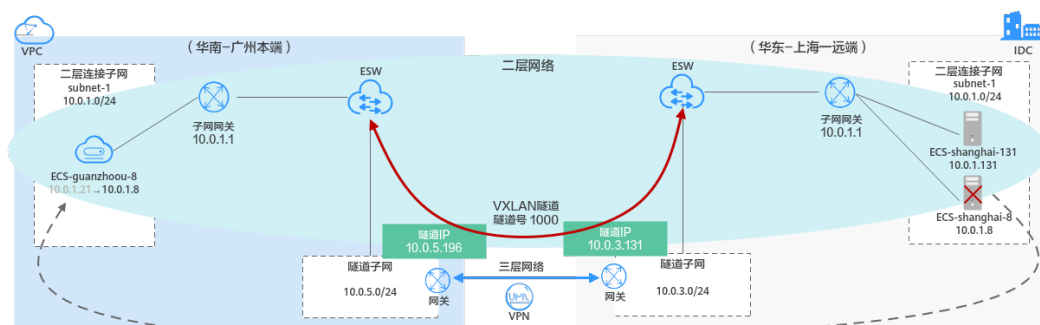 VPC
（华南-广州本端）
（华东-上海一远端）
IDC
二层连接子网
subnet-1
10.0.1.0/24
子网网关
10.0.1.1
ESW
二层网络
ESW
子网网关
10.0.1.1
二层连接子网
subnet-1
10.0.1.0/24
ECS-guanzhoou-8
10.0.1.21→10.0.1.8
ECS-shanghai-131
10.0.1.131
ECS-shanghai-8
10.0.1.8
VXLAN隧道
隧道号 1000
隧道IP
10.0.5.196
隧道IP
10.0.3.131
隧道子网
10.0.5.0/24
网关
三层网络
VPN
网关
隧道子网
10.0.3.0/24